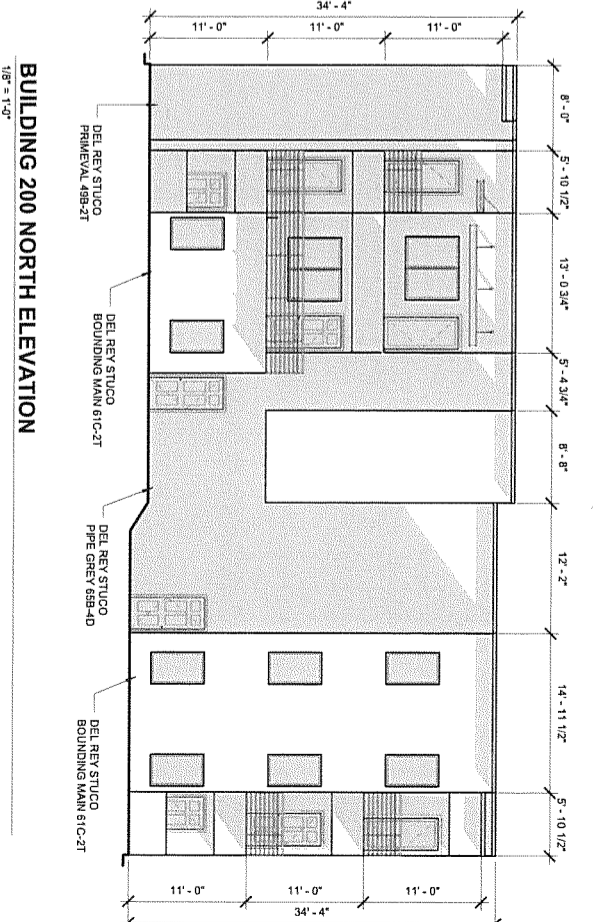 34' - 4"
11' - 0"
11' - 0"
11' - 0"
8' - 0"
5' - 10 1/2"
13' - 0 3/4"
5' - 4 3/4"
8' - 8"
12' - 2"
14' - 11 1/2"
5' - 10 1/2"
DEL REY STUCO
PRIMEVAL 49B-2T
DEL REY STUCO
BOUNDING MAIN 61C-2T
DEL REY STUCO
PIPE GREY 65B-4D
DEL REY STUCO
BOUNDING MAIN 61C-2T
11' - 0"
11' - 0"
11' - 0"
34' - 4"
BUILDING 200 NORTH ELEVATION
1/8" = 1'-0"